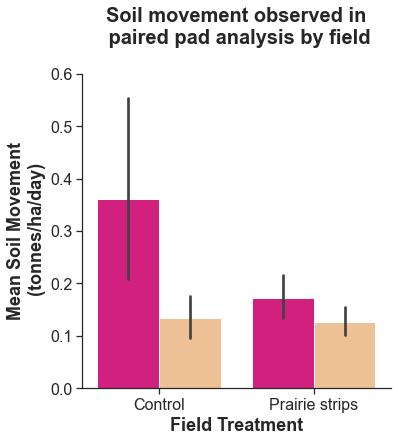 Soil movement observed in
paired pad analysis by field
0.6
0.5
0.4
0.3
0.2
0.1
0.0
Mean Soil Movement
(tonnes/ha/day)
Control
Prairie strips
Field Treatment